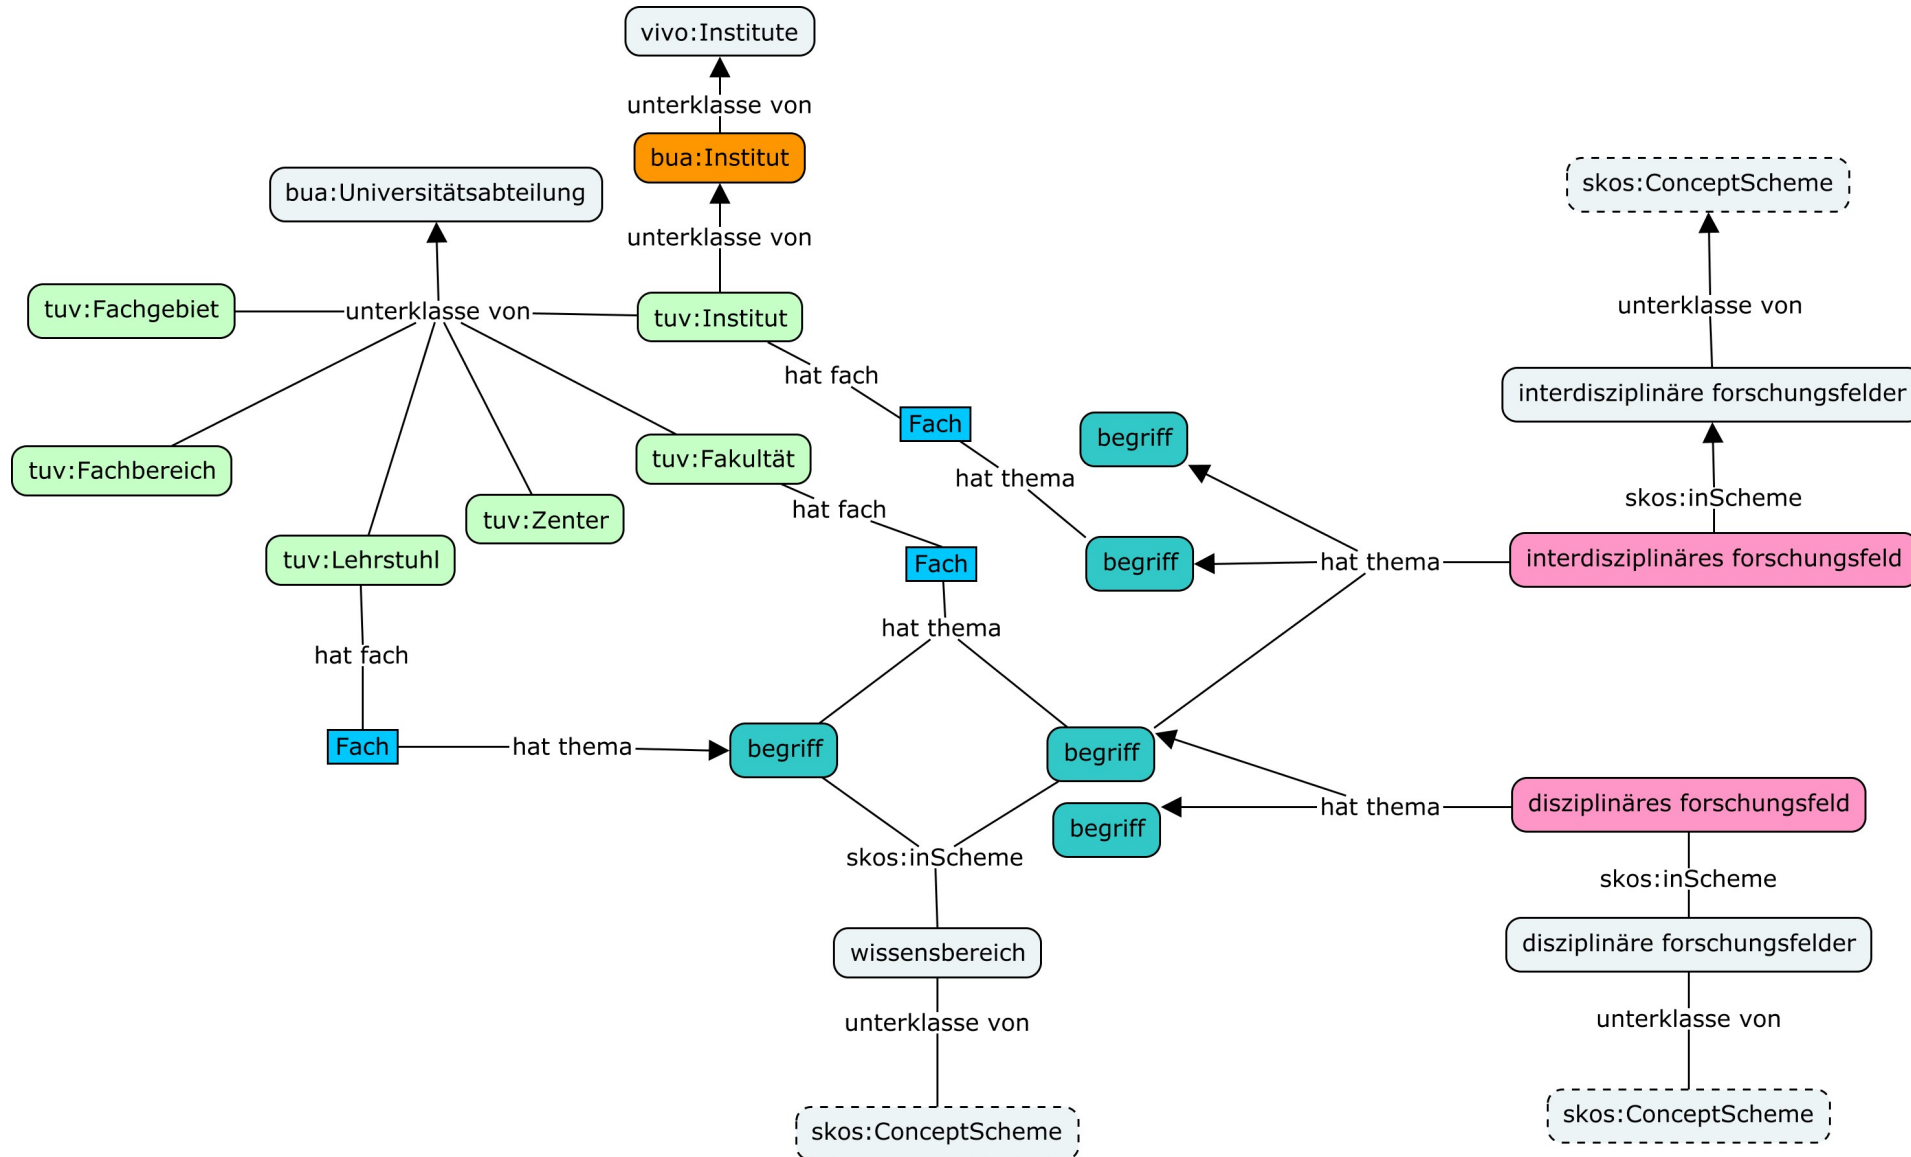 vivo:Institute
unterklasse von
bua:Institut
skos:ConceptScheme
bua:Universitätsabteilung
unterklasse von
unterklasse von
tuv:Fachgebiet
unterklasse von
tuv:Institut
hat fach
interdisziplinäre forschungsfelder
Fach
begriff
tuv:Fachbereich
tuv:Fakultät
hat thema
skos:inScheme
tuv:Zenter
hat fach
tuv:Lehrstuhl
Fach
begriff
hat thema
interdisziplinäres forschungsfeld
hat thema
hat fach
Fach
hat thema
begriff
begriff
disziplinäres forschungsfeld
hat thema
begriff
skos:inScheme
skos:inScheme
wissensbereich
disziplinäre forschungsfelder
unterklasse von
unterklasse von
skos:ConceptScheme
skos:ConceptScheme